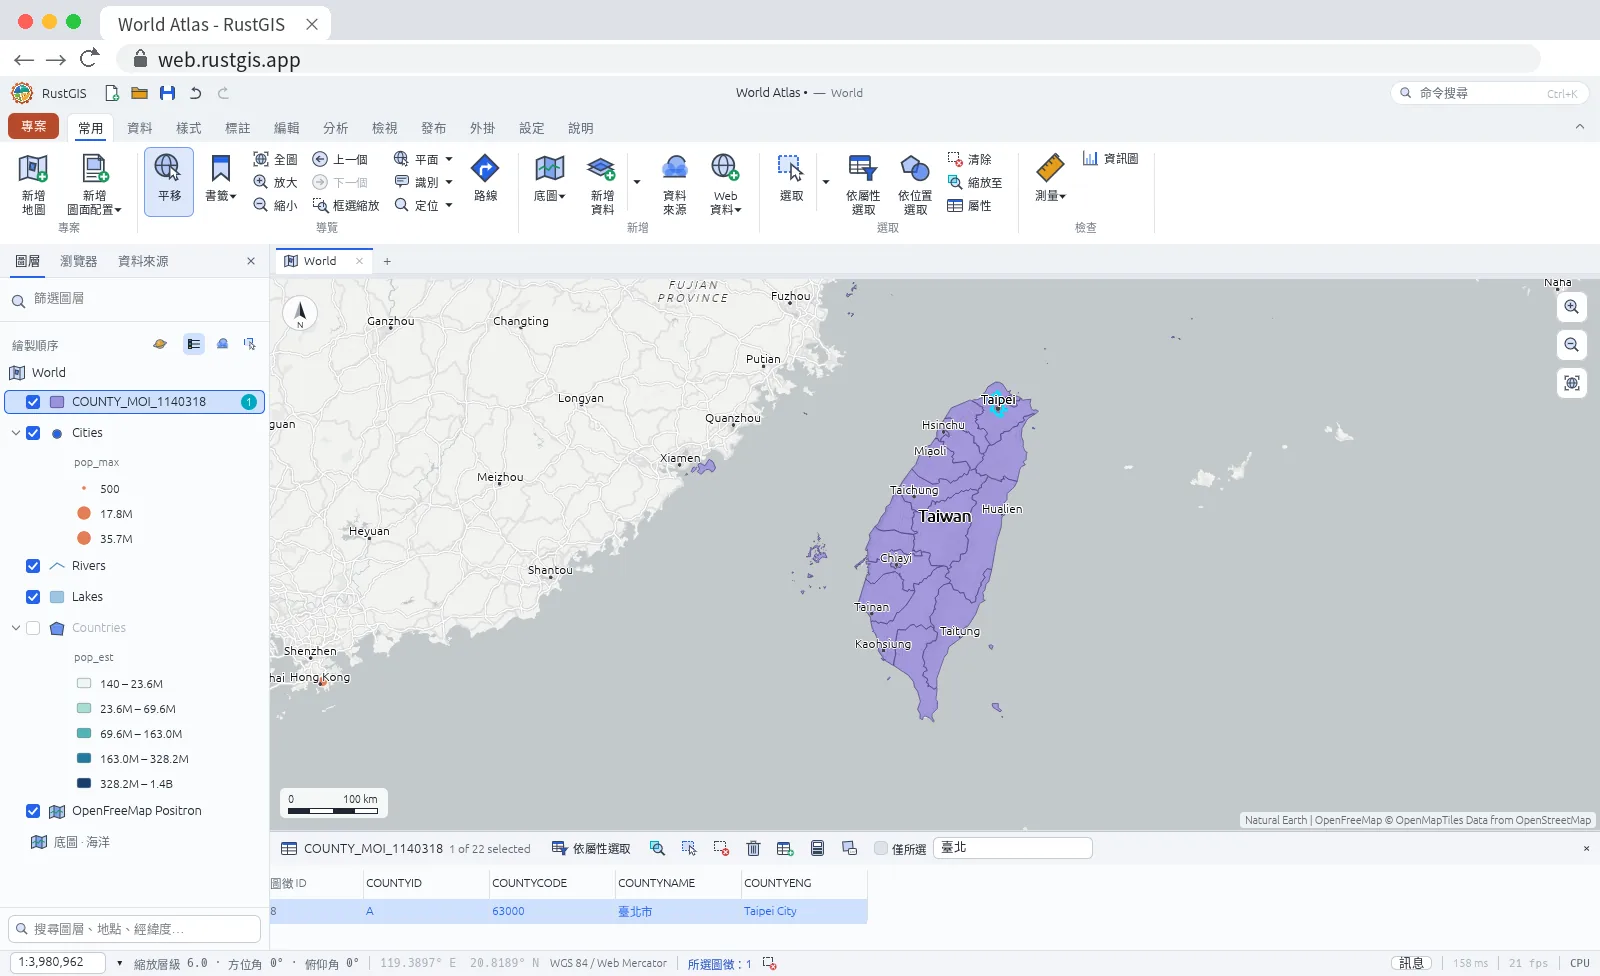 World Atlas - RustGIS
web.rustgis.app
RustGIS
World Atlas • — World
命令搜尋 Ctrl+K
專案 常用 資料 樣式 標註 編輯 分析 檢視 發布 外掛 設定 說明
新增地圖
新增圖面配置
專案
平移
書籤
全圖
放大
縮小
上一個
下一個
框選縮放
平面
識別
定位
路線
導覽
底圖
新增資料
資料來源
Web 資料
新增
選取
依屬性選取
依位置選取
清除
縮放至
屬性
選取
測量
資訊圖
檢查
圖層 瀏覽器 資料來源
篩選圖層
繪製順序
World
COUNTY_MOI_1140318 1
Cities
pop_max
500
17.8M
35.7M
Rivers
Lakes
Countries
pop_est
140 – 23.6M
23.6M – 69.6M
69.6M – 163.0M
163.0M – 328.2M
328.2M – 1.4B
OpenFreeMap Positron
底圖 · 海洋
搜尋圖層、地點、經緯度…
World
N
FUJIAN
PROVINCE
Fuzhou
Naha
Ganzhou
Changting
Putian
Longyan
Quanzhou
guan
Xiamen
Meizhou
Heyuan
Shantou
Shenzhen
hai
Hong Kong
Taipei
Hsinchu
Miaoli
Taichung
Taiwan
Hualien
Chiayi
Tainan
Taitung
Kaohsiung
0 100 km
Natural Earth | OpenFreeMap © OpenMapTiles Data from OpenStreetMap
COUNTY_MOI_1140318 1 of 22 selected 依屬性選取 僅所選 臺北
圖徵 ID COUNTYID COUNTYCODE COUNTYNAME COUNTYENG
8 A 63000 臺北市 Taipei City
1:3,980,962 縮放層級 6.0 · 方位角 0° · 俯仰角 0° 119.3897° E 20.8189° N WGS 84 / Web Mercator 所選圖徵：1 訊息 158 ms 21 fps CPU